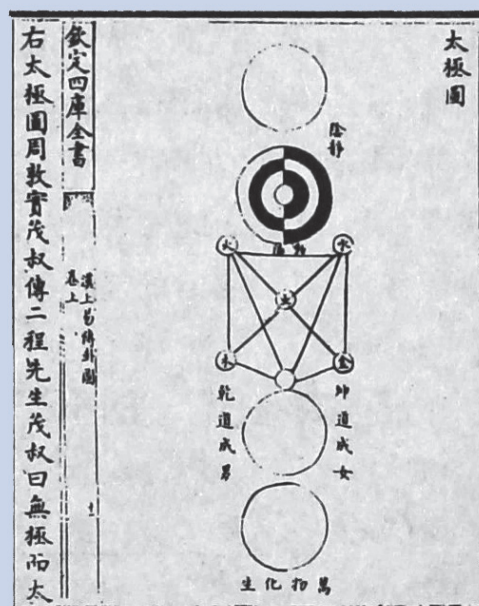 太極圖
陰靜
陽動
水
火
土
金
木
坤道成女
乾道成男
萬物化生
欽定四庫全書
漢上易傳卦圖
卷上
右太極圖周敦實茂叔傳二程先生茂叔曰無極而太